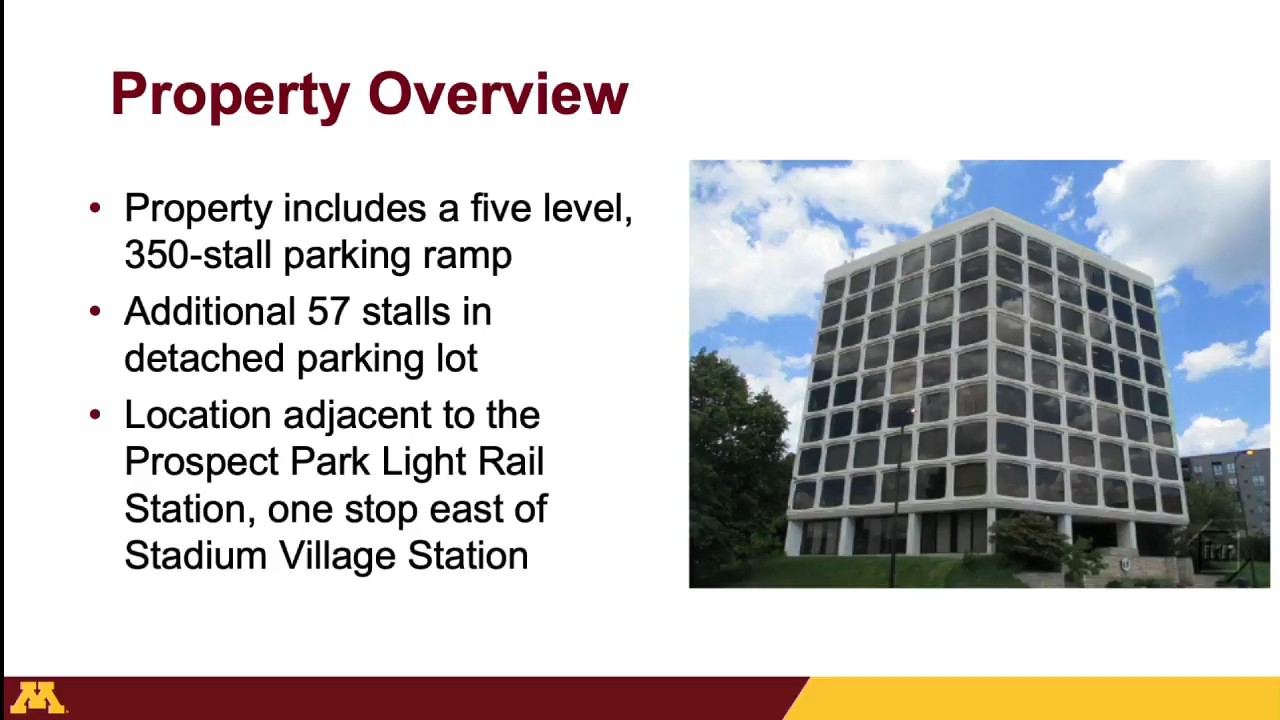 Property Overview
• Property includes a five level,
350-stall parking ramp
• Additional 57 stalls in
detached parking lot
• Location adjacent to the
Prospect Park Light Rail
Station, one stop east of
Stadium Village Station
M